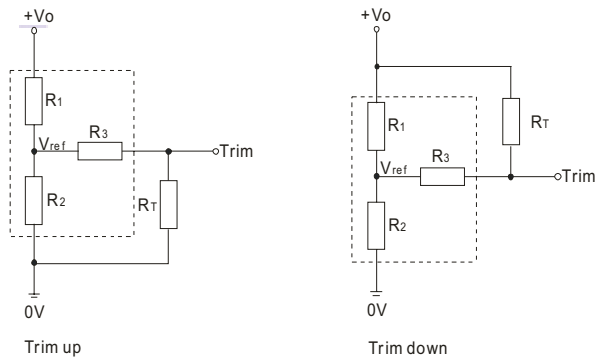 +Vo
R1
Vref
R3
Trim
R2
RT
0V
Trim up
+Vo
RT
R1
R3
Vref
Trim
R2
0V
Trim down